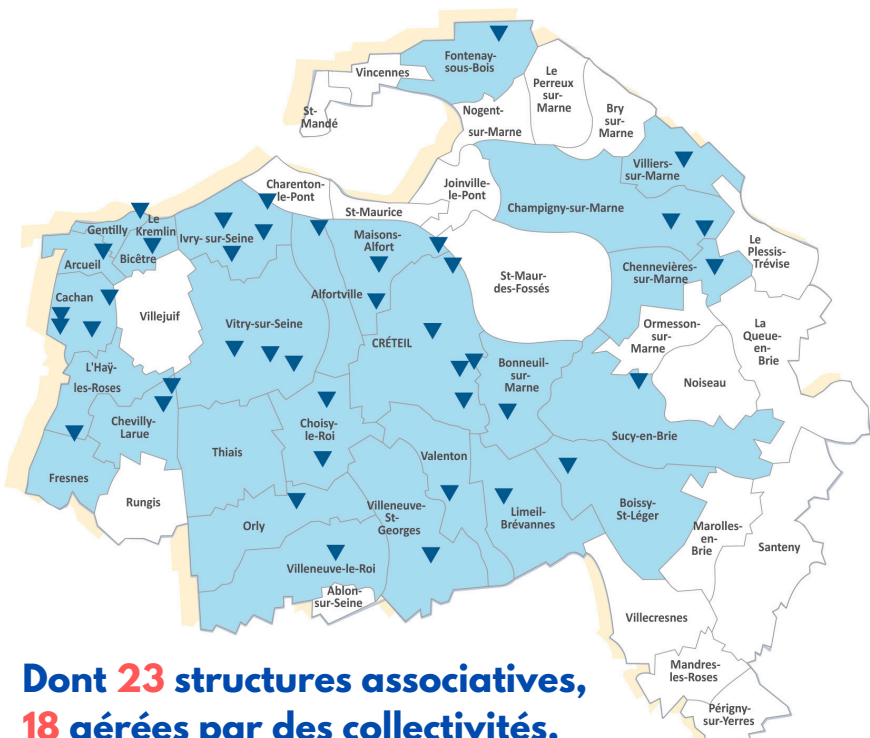 Fontenay-
sous-Bois
Vincennes
Le
Perreux
sur
Marne
St-
Mandé
Nogent-
sur-Marne
Bry
sur
Marne
Villiers-
sur-Marne
Charenton-
le-Pont
Joinville-
le-Pont
St-Maurice
Champigny-sur-Marne
Gentilly
Le
Kremlin
Bicêtre
Ivry-sur-Seine
Maisons-
Alfort
Le
Plessis-
Trévise
Arcueil
Chennevières-
sur-Marne
St-Maur-
des-Fossés
Cachan
Villejuif
Vitry-sur-Seine
Alfortville
CRÉTEIL
Ormesson-
sur-
Marne
La
Queue-
en-
Brie
L'Haÿ-
les-Roses
Bonneuil-
sur-
Marne
Noiseau
Chevilly-
Larue
Choisy-
le-Roi
Thiais
Valenton
Sucy-en-Brie
Fresnes
Rungis
Orly
Villeneuve-
St-
Georges
Limeil-
Brévannes
Boissy-
St-Léger
Marolles-
en-
Brie
Santeny
Villeneuve-le-Roi
Ablon-
sur-Seine
Villecresnes
Mandres-
les-Roses
Périgny-
sur-Yerres
Dont 23 structures associatives,
18 gérées par des collectivités,